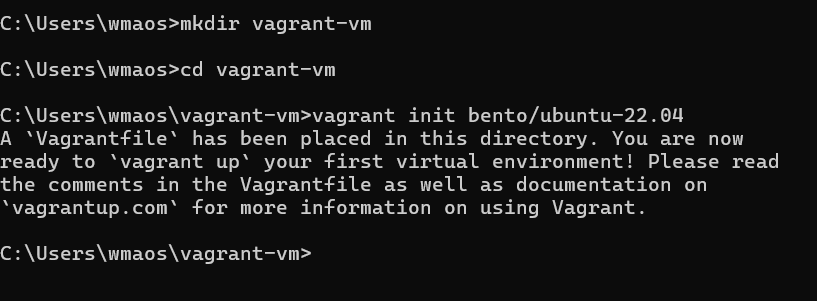 C:\Users\wmaos>mkdir vagrant-vm
C:\Users\wmaos>cd vagrant-vm
C:\Users\wmaos\vagrant-vm>vagrant init bento/ubuntu-22.04
A `Vagrantfile` has been placed in this directory. You are now
ready to `vagrant up` your first virtual environment! Please read
the comments in the Vagrantfile as well as documentation on
`vagrantup.com` for more information on using Vagrant.
C:\Users\wmaos\vagrant-vm>